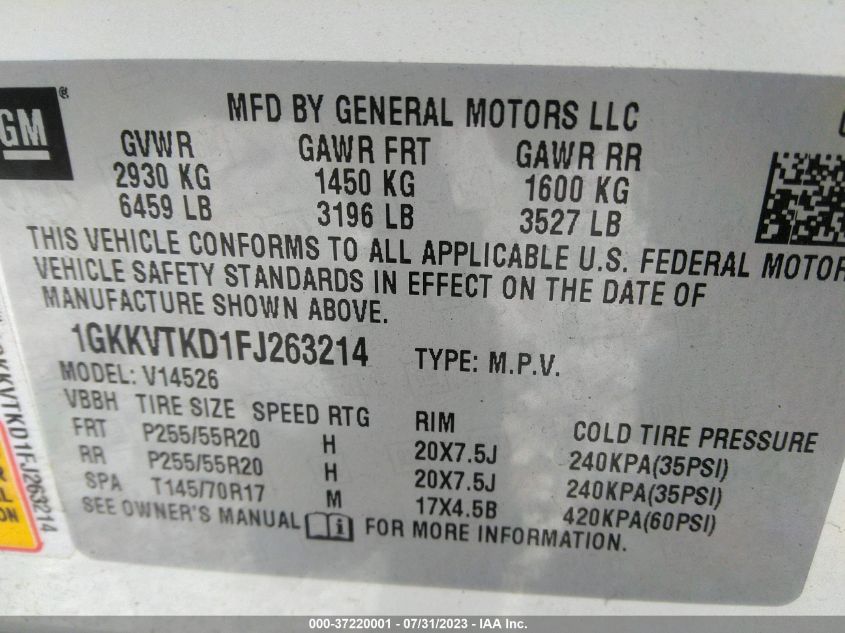 GM ®
MFD BY GENERAL MOTORS LLC
GVWR GAWR FRT GAWR RR
2930 KG 1450 KG 1600 KG
6459 LB 3196 LB 3527 LB
THIS VEHICLE CONFORMS TO ALL APPLICABLE U.S. FEDERAL MOTOR
VEHICLE SAFETY STANDARDS IN EFFECT ON THE DATE OF
MANUFACTURE SHOWN ABOVE.
1GKKVTKD1FJ263214 TYPE: M.P.V.
MODEL: V14526
VBBH TIRE SIZE SPEED RTG RIM COLD TIRE PRESSURE
FRT P255/55R20 H 20X7.5J 240KPA(35PSI)
RR P255/55R20 H 20X7.5J 240KPA(35PSI)
SPA T145/70R17 M 17X4.5B 420KPA(60PSI)
SEE OWNER'S MANUAL i FOR MORE INFORMATION.
GKKVTKD1FJ263214
000-37220001 - 07/31/2023 - IAA Inc.